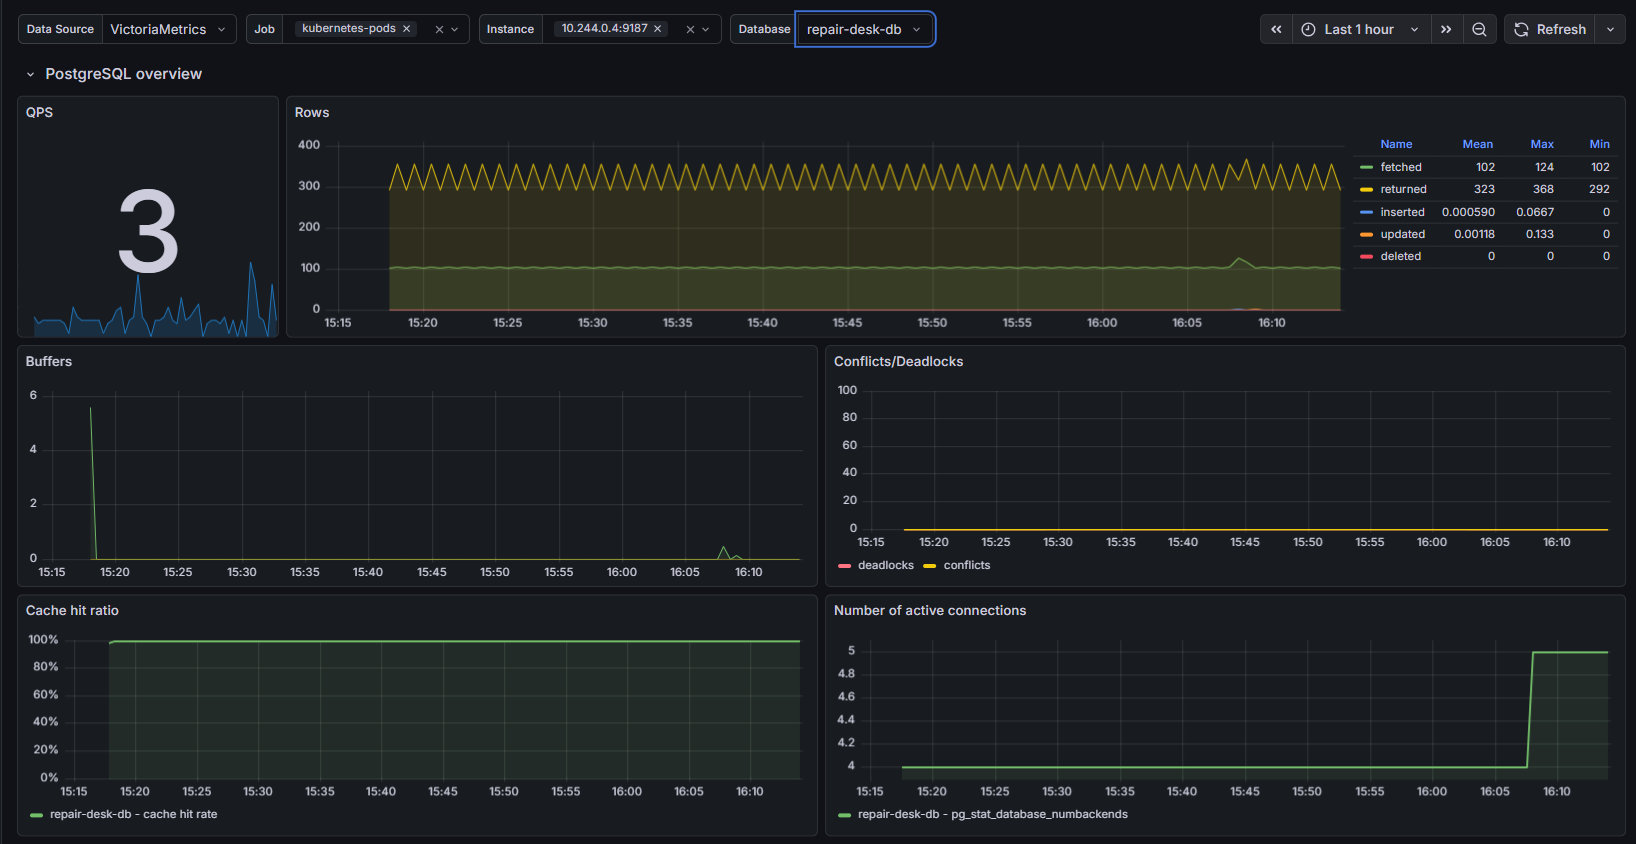 Data Source VictoriaMetrics Job kubernetes-pods Instance 10.244.0.4:9187 Database repair-desk-db Last 1 hour Refresh
PostgreSQL overview
QPS
3
Rows
400
300
200
100
0
15:15 15:20 15:25 15:30 15:35 15:40 15:45 15:50 15:55 16:00 16:05 16:10
Name Mean Max Min
fetched 102 124 102
returned 323 368 292
inserted 0.000590 0.0667 0
updated 0.00118 0.133 0
deleted 0 0 0
Buffers
6
4
2
0
15:15 15:20 15:25 15:30 15:35 15:40 15:45 15:50 15:55 16:00 16:05 16:10
Conflicts/Deadlocks
100
80
60
40
20
0
15:15 15:20 15:25 15:30 15:35 15:40 15:45 15:50 15:55 16:00 16:05 16:10
deadlocks conflicts
Cache hit ratio
100%
80%
60%
40%
20%
0%
15:15 15:20 15:25 15:30 15:35 15:40 15:45 15:50 15:55 16:00 16:05 16:10
repair-desk-db - cache hit rate
Number of active connections
5
4.8
4.6
4.4
4.2
4
15:15 15:20 15:25 15:30 15:35 15:40 15:45 15:50 15:55 16:00 16:05 16:10
repair-desk-db - pg_stat_database_numbackends